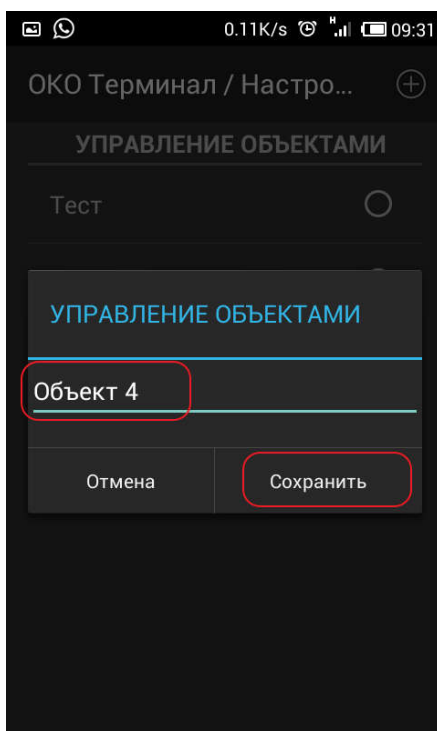 0.11K/s H 09:31
ОКО Терминал / Настро...
УПРАВЛЕНИЕ ОБЪЕКТАМИ
Тест
УПРАВЛЕНИЕ ОБЪЕКТАМИ
Объект 4
Отмена
Сохранить